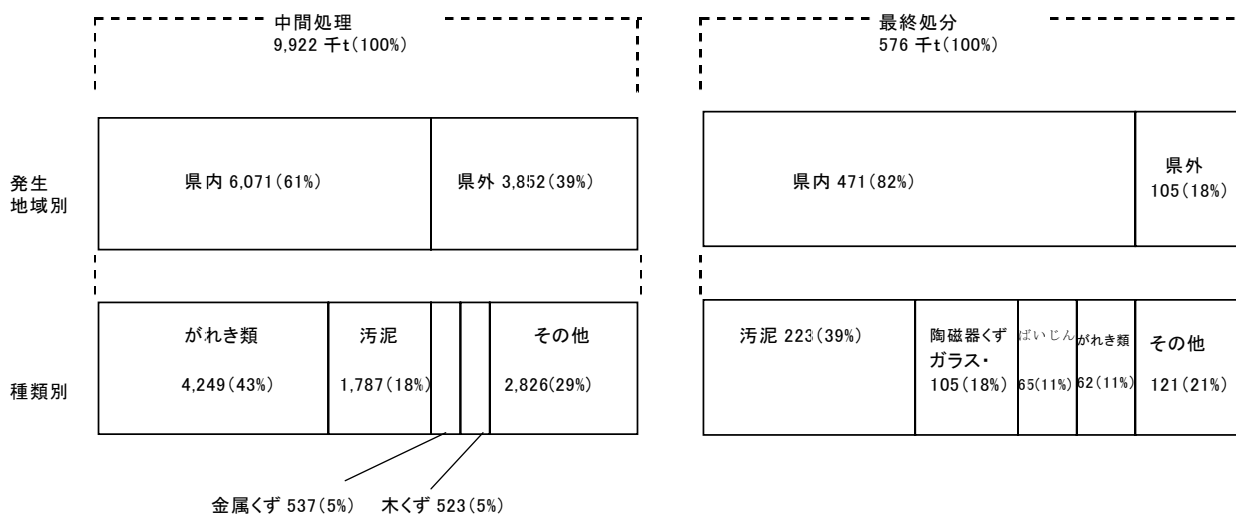 中間処理
9,922 千t(100%)
最終処分
576 千t(100%)
発生
地域別
県内 6,071(61%)
県外 3,852(39%)
県内 471(82%)
県外
105(18%)
種類別
がれき類
4,249(43%)
汚泥
1,787(18%)
その他
2,826(29%)
金属くず 537(5%)
木くず 523(5%)
汚泥 223(39%)
陶磁器くず
ガラス・
105(18%)
ばいじん
65(11%)
がれき類
62(11%)
その他
121(21%)